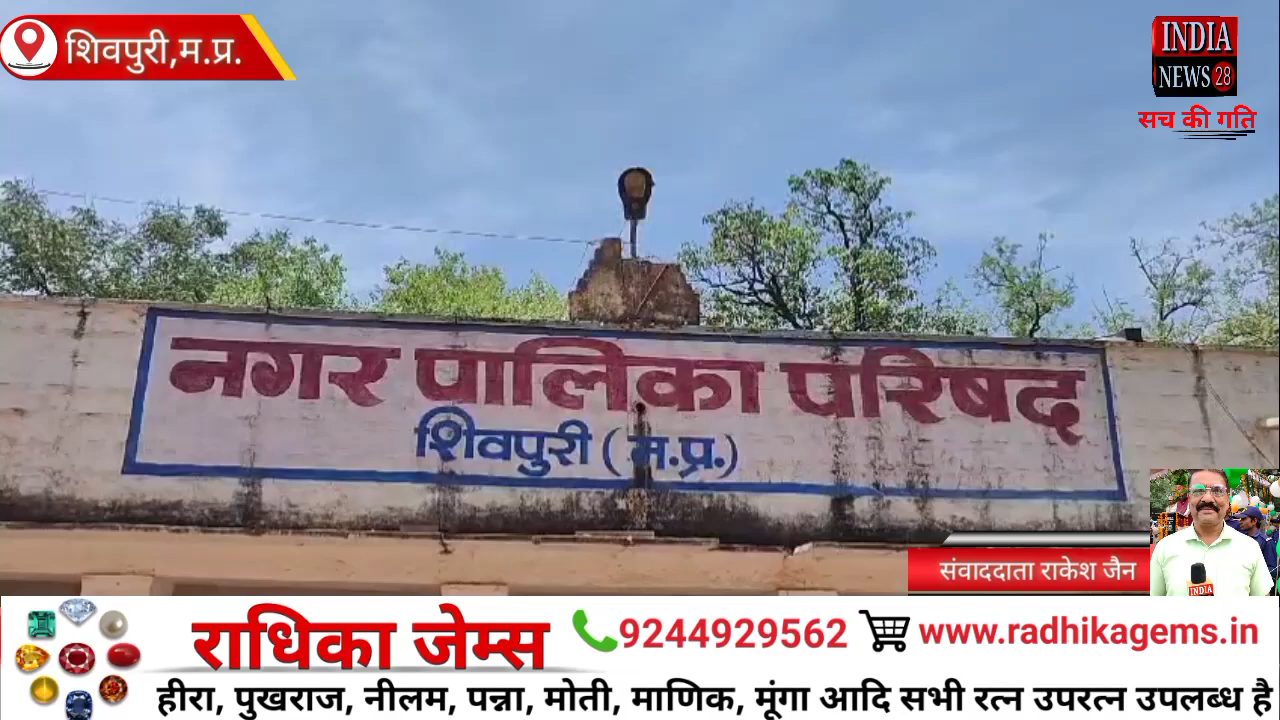 शिवपुरी,म.प्र.
INDIA
NEWS 28
सच की गति
नगर पालिका परिषद
शिवपुरी ( म.प्र.)
संवाददाता राकेश जैन
INDIA
राधिका जेम्स
9244929562
www.radhikagems.in
हीरा, पुखराज, नीलम, पन्ना, मोती, माणिक, मूंगा आदि सभी रत्न उपरत्न उपलब्ध है